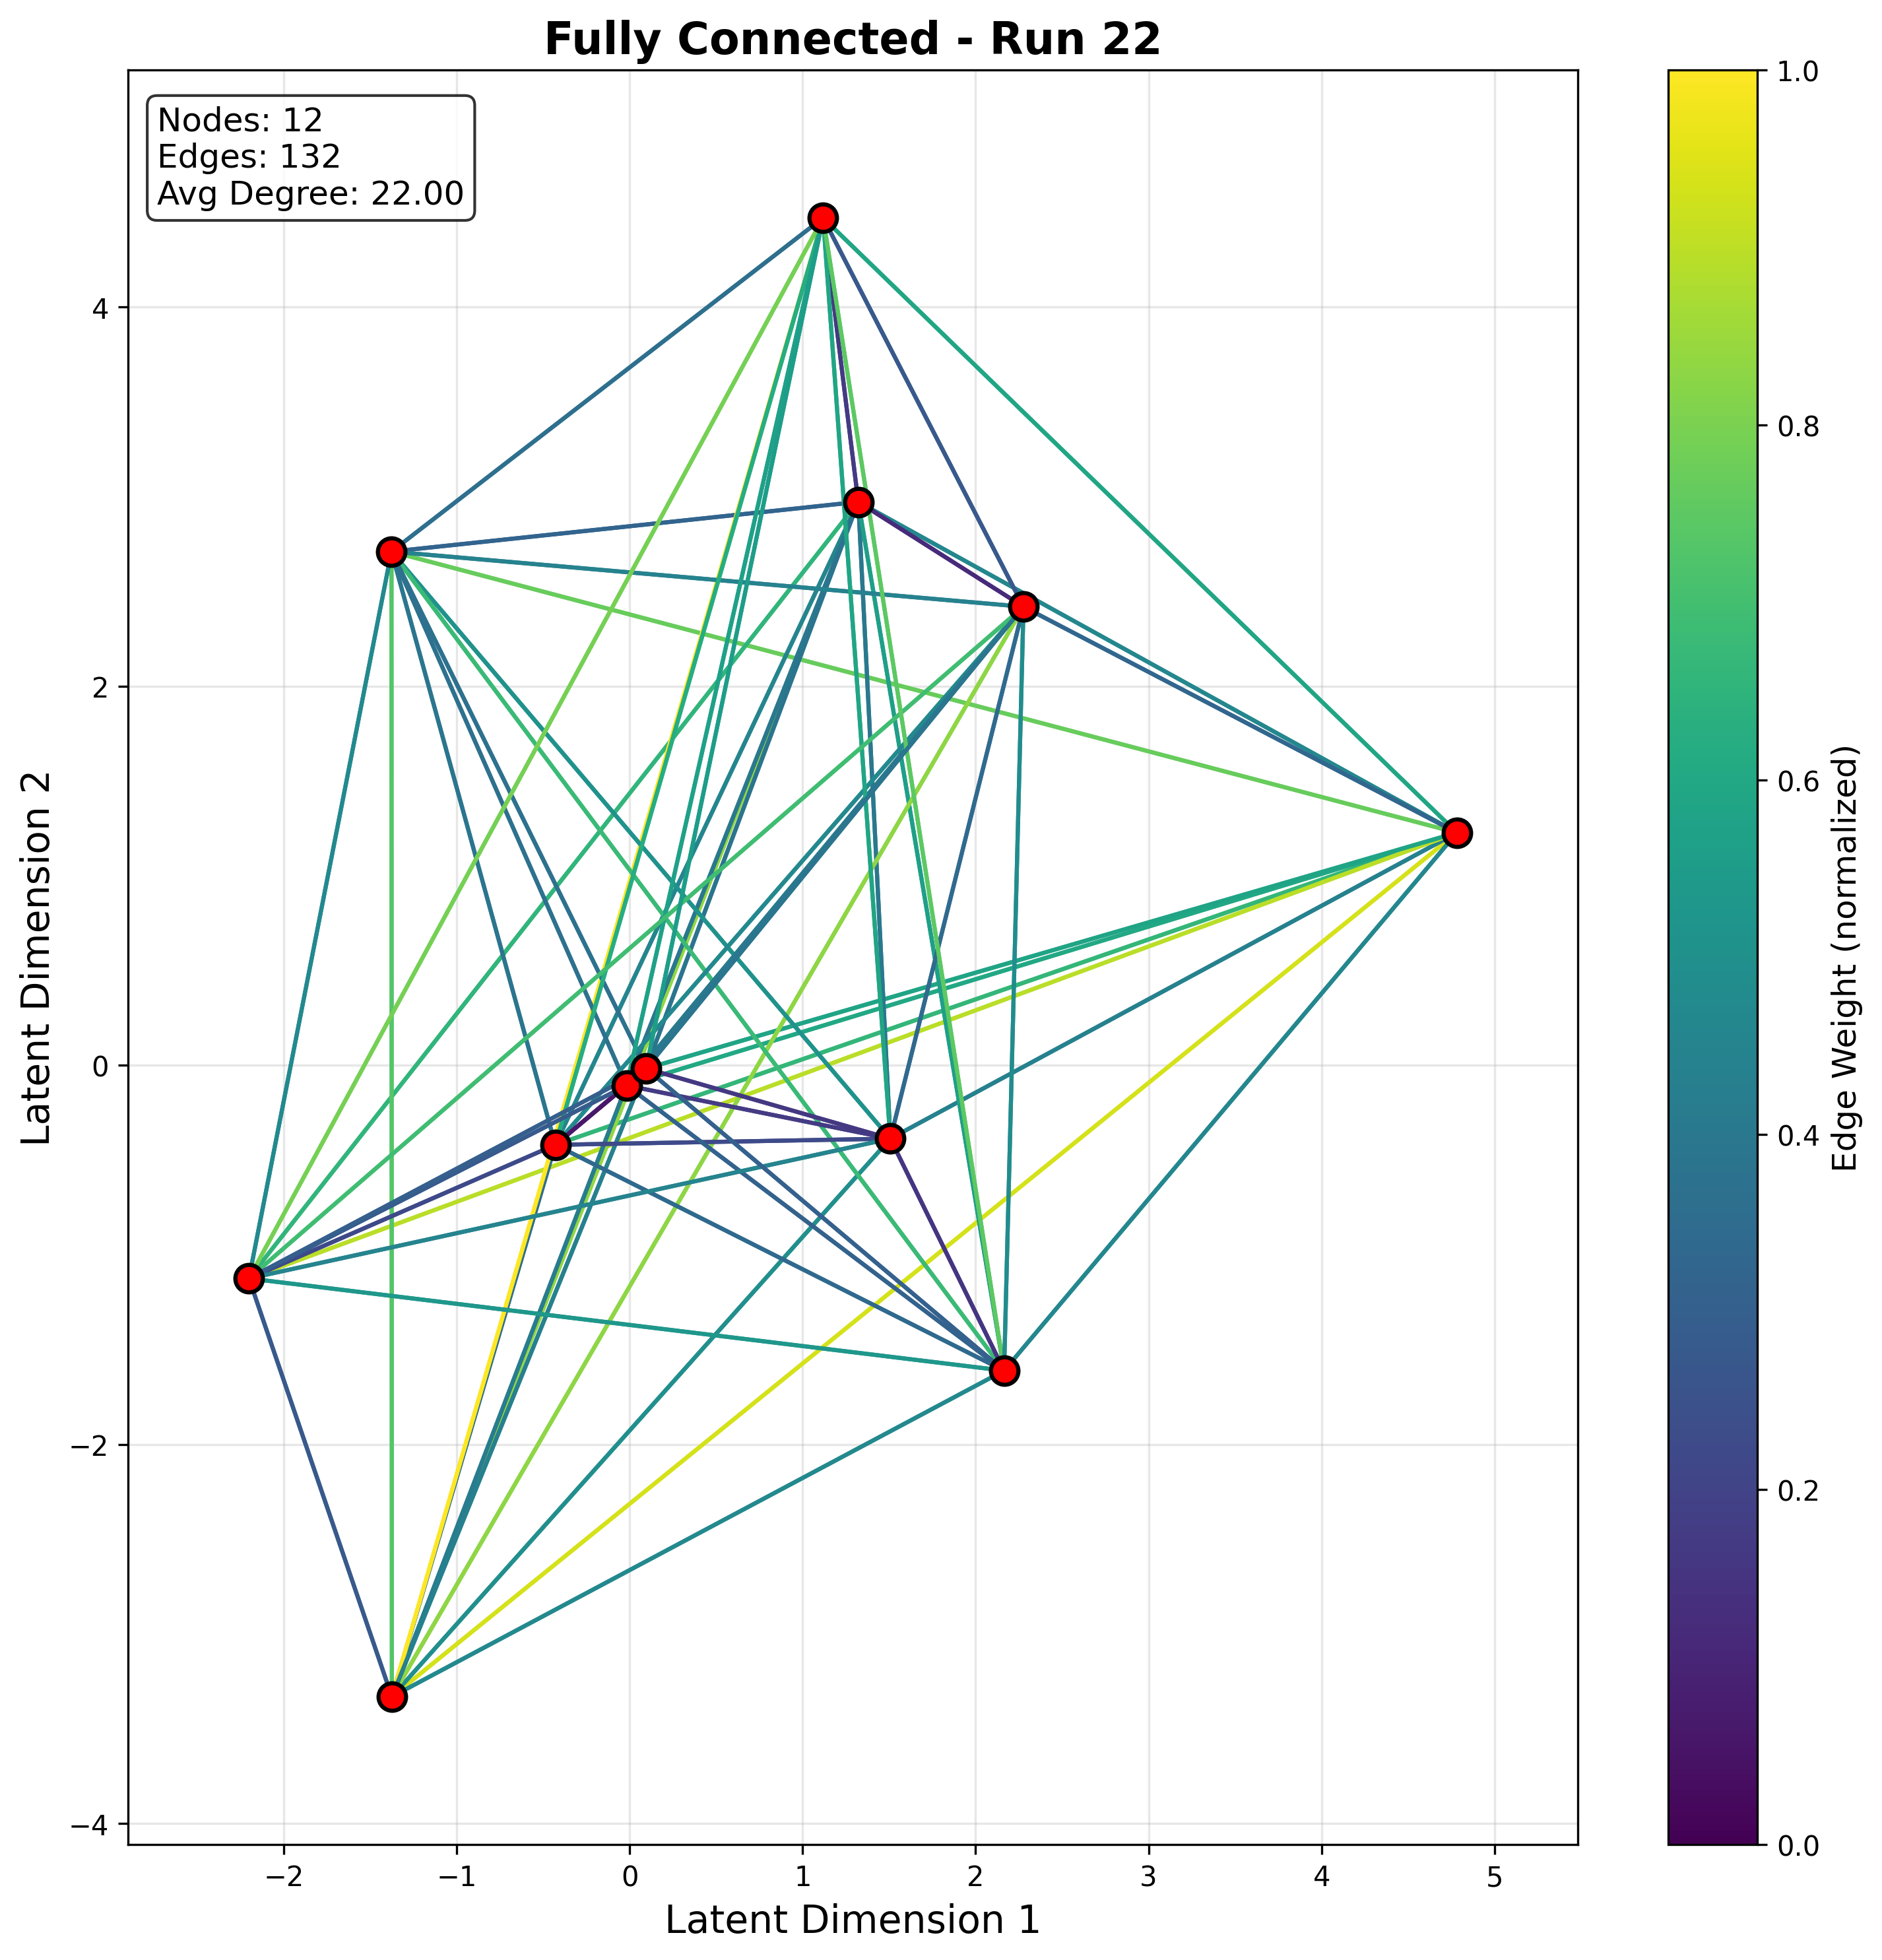 Fully Connected - Run 22
Nodes: 12
Edges: 132
Avg Degree: 22.00
Latent Dimension 2
4
2
0
−2
−4
−2
−1
0
1
2
3
4
5
Latent Dimension 1
1.0
0.8
0.6
0.4
0.2
0.0
Edge Weight (normalized)